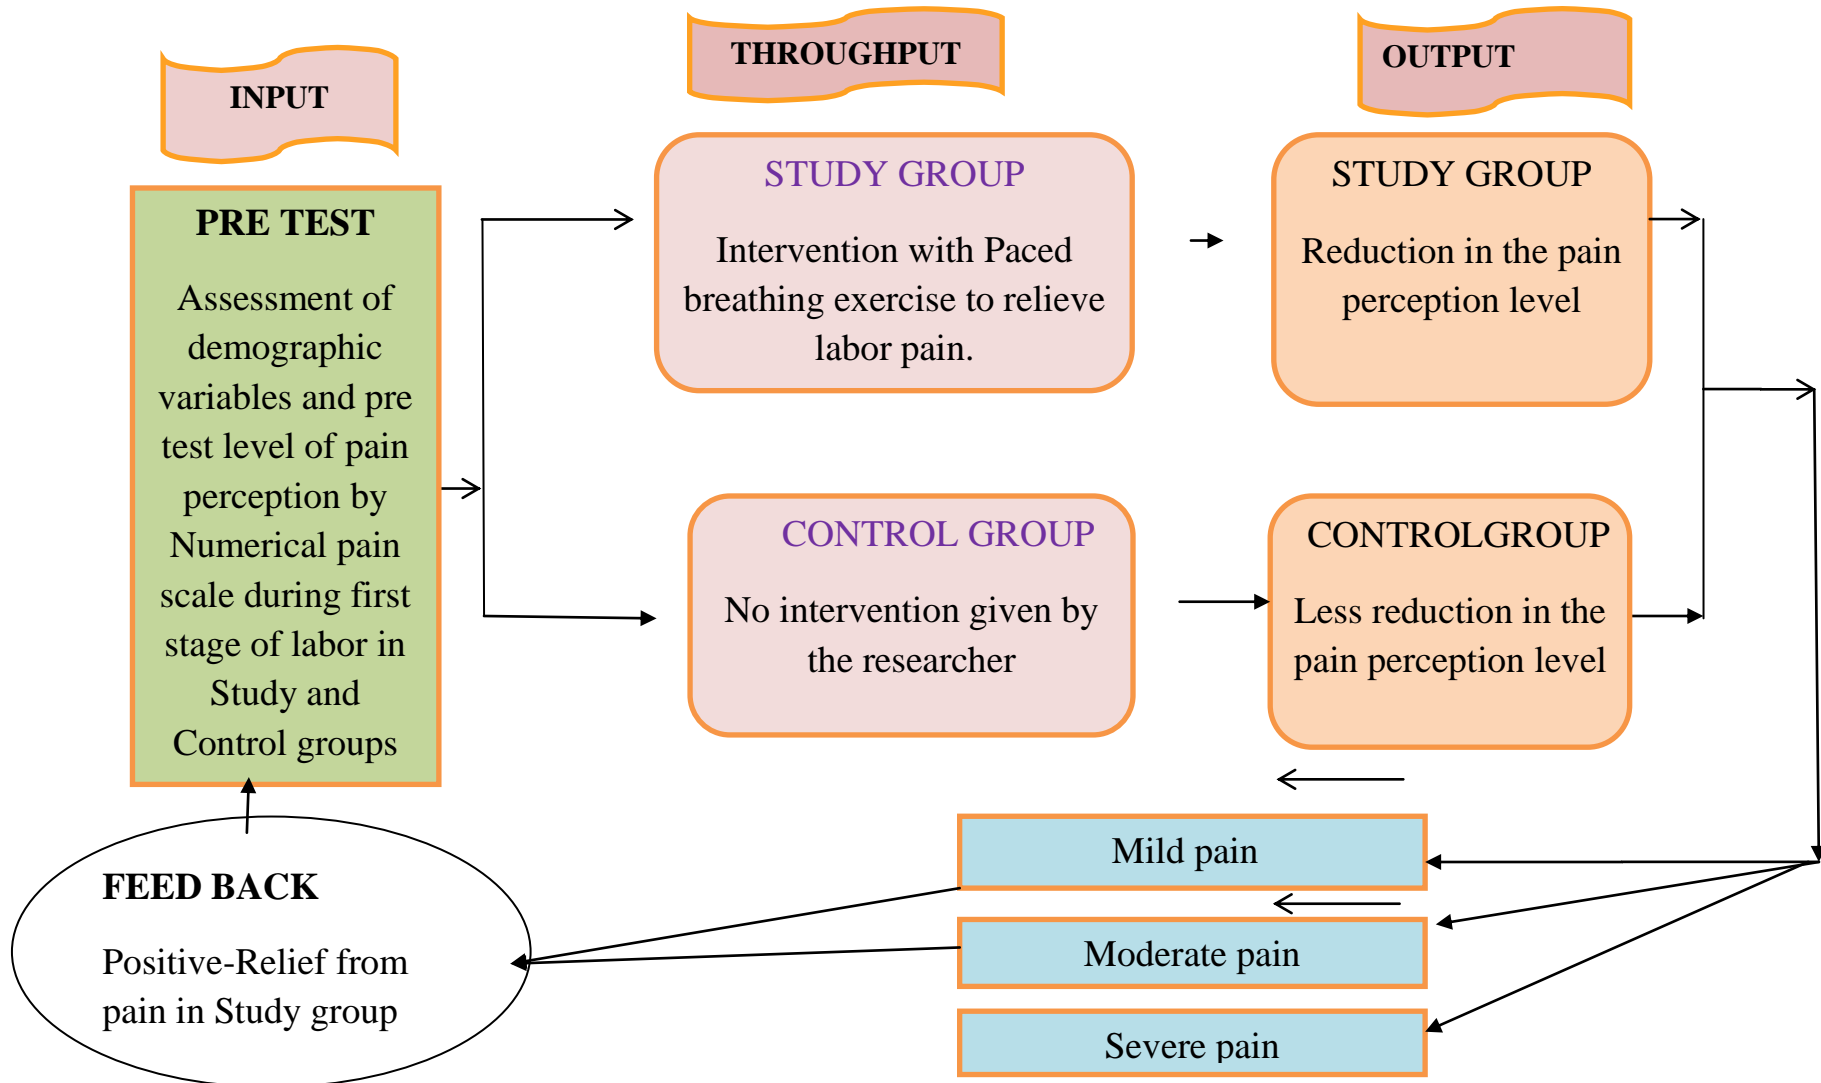 INPUT
THROUGHPUT
OUTPUT
PRE TEST
Assessment of
demographic
variables and pre
test level of pain
perception by
Numerical pain
scale during first
stage of labor in
Study and
Control groups
STUDY GROUP
Intervention with Paced
breathing exercise to relieve
labor pain.
STUDY GROUP
Reduction in the pain
perception level
CONTROL GROUP
No intervention given by
the researcher
CONTROLGROUP
Less reduction in the
pain perception level
Mild pain
Moderate pain
Severe pain
FEED BACK
Positive-Relief from
pain in Study group